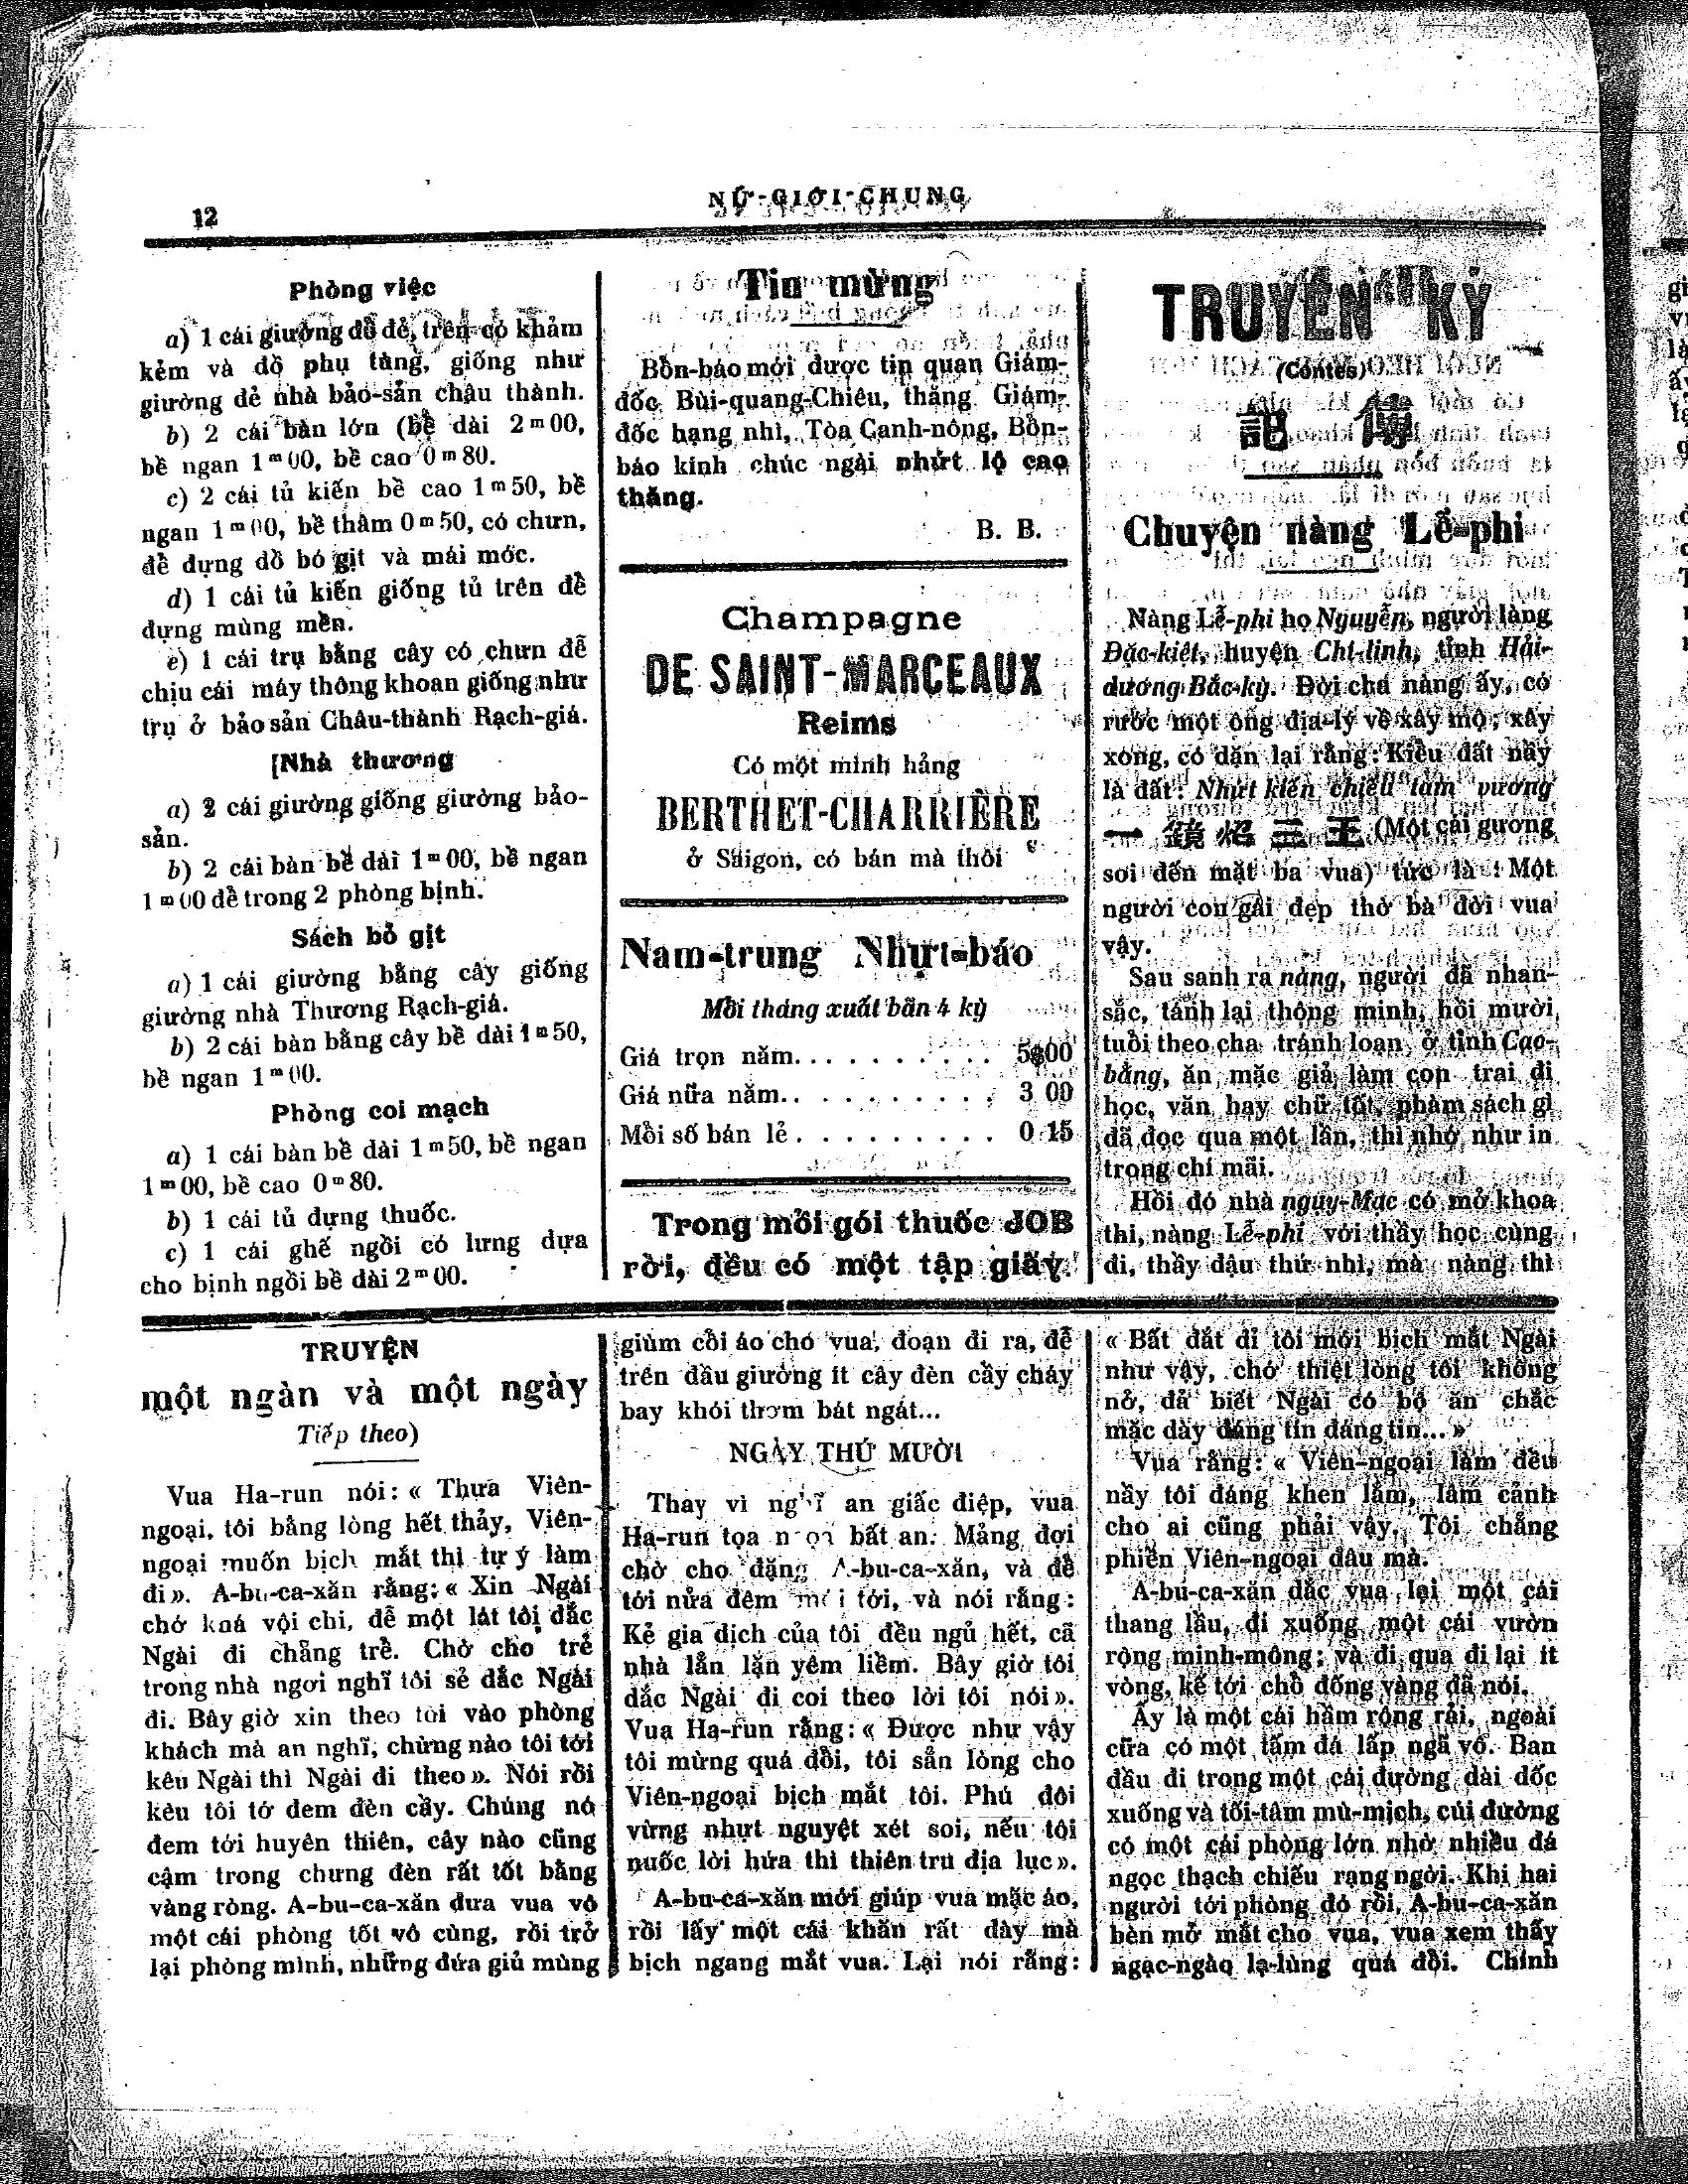 12
NỮ-GIỚI-CHUNG
Phòng việc
a) 1 cái giường đồ đẻ, trên có khảm
kẻm và đồ phụ tùng, giống như
giường đẻ nhà bảo-sẳn châu thành.
b) 2 cái bàn lớn (bề dài 2 m 00,
bề ngan 1 m 00, bề cao 0 m 80.
c) 2 cái tủ kiến bề cao 1 m 50, bề
ngan 1 m 00, bề thâm 0 m 50, có chưn,
để đựng đồ bó gịt và mái móc.
d) 1 cái tủ kiến giống tủ trên để
đựng mùng mền.
e) 1 cái trụ bằng cây có chưn để
chịu cái máy thông khoan giống như
trụ ở bảo sản Châu-thành Rạch-giá.
[Nhà thương
a) 2 cái giường giống giường bảo-
sản.
b) 2 cái bàn bề dài 1 m 00, bề ngan
1 m 00 để trong 2 phòng bịnh.
Sách bỏ gịt
a) 1 cái giường bằng cây giống
giường nhà Thương Rạch-giá.
b) 2 cái bàn bằng cây bề dài 1 m 50,
bề ngan 1 m 00.
Phòng coi mạch
a) 1 cái bàn bề dài 1 m 50, bề ngan
1 m 00, bề cao 0 m 80.
b) 1 cái tủ đựng thuốc.
c) 1 cái ghế ngồi có lưng dựa
cho bịnh ngồi bề dài 2 m 00.
Tin mừng
Bồn-báo mới được tin quan Giám-
đốc Bùi-quang-Chiêu, thăng Giám-
đốc hạng nhì, Tòa Canh-nông, Bồn-
báo kính chúc ngài nhứt lộ cao
thăng.
B. B.
Champagne
DE SAINT-MARCEAUX
Reims
Có một mình hảng
BERTHET-CHARRIÈRE
ở Saigon, có bán mà thôi
Nam-trung Nhựt-báo
Mỗi tháng xuất bãn 4 kỳ
Giá trọn năm. . . . . . . . . . 5$00
Giá nữa năm. . . . . . . . . . 3 00
Mỗi số bán lẻ . . . . . . . . . 0 15
Trong mỗi gói thuốc JOB
rời, đều có một tập giấy.
TRUYỆN KÝ
(Contes)
記 傳
Chuyện nàng Lễ-phi
Nàng Lễ-phi họ Nguyễn, người làng
Đặc-kiệt, huyện Chí-linh, tỉnh Hải-
dương Bắc-kỳ. Đời cha nàng ấy, có
rước một ông địa-lý về xây mộ; xây
xong, có dặn lại rằng: Kiểu đất nầy
là đất: Nhựt kiến chiếu tam vương
一 鏡 炤 三 王 (Một cái gương
soi đến mặt ba vua) tức là: Một
người con gái đẹp thờ ba đời vua
vậy.
Sau sanh ra nàng, người đã nhan-
sắc, tánh lại thông minh, hồi mười
tuổi theo cha tránh loạn ở tỉnh Cao-
bằng, ăn mặc giả làm con trai đi
học, văn hay chữ tốt, phàm sách gì
đã đọc qua một lần, thì nhớ như in
trong chí mãi.
Hồi đó nhà ngụy-Mạc có mở khoa
thi, nàng Lễ-phi với thầy học cùng
đi, thầy đậu thứ nhì, mà nàng thì
TRUYỆN
một ngàn và một ngày
Tiếp theo)
Vua Ha-run nói: « Thưa Viên-
ngoại, tôi bằng lòng hết thảy, Viên-
ngoại muốn bịch mắt thì tự ý làm
đi ». A-bu-ca-xăn rằng: « Xin Ngài
chớ koá vội chi, để một lát tôi đắc
Ngài đi chẳng trề. Chờ cho trẻ
trong nhà ngơi nghĩ tôi sẻ dắc Ngài
đi. Bây giờ xin theo tôi vào phòng
khách mà an nghĩ; chừng nào tôi tới
kêu Ngài thì Ngài đi theo ». Nói rồi
kêu tôi tớ đem đèn cầy. Chúng nó
đem tới huyên thiên, cây nào cũng
cậm trong chưng đèn rất tốt bằng
vàng ròng. A-bu-ca-xăn đưa vua vô
một cái phòng tốt vô cùng, rồi trở
lại phòng mình, những đứa giủ mùng
giùm cổi áo chó vua, đoạn đi ra, để
trên đầu giường ít cây đèn cầy cháy
bay khói thơm bát ngát...
NGÀY THỨ MƯỜI
Thay vì nghĩ an giấc điệp, vua
Ha-run tọa ngọa bất an. Mảng đợi
chờ cho đặng A-bu-ca-xăn, và đề
tới nửa đêm mới tới, và nói rằng:
Kẻ gia dịch của tôi đều ngủ hết, cã
nhà lẳn lặn yêm liềm. Bây giờ tôi
dắc Ngài đi coi theo lời tôi nói ».
Vua Ha-run rằng: « Được như vậy
tôi mừng quá đỗi, tôi sẳn lòng cho
Viên-ngoại bịch mắt tôi. Phú đôi
vừng nhựt nguyệt xét soi, nếu tôi
nuốc lời hứa thì thiên tru địa lục ».
A-bu-ca-xăn mới giúp vua mặc áo,
rồi lấy một cái khăn rất dày mà
bịch ngang mắt vua. Lại nói rằng:
« Bất đắt dĩ tôi mới bịch mắt Ngài
như vậy, chớ thiệt lòng tôi không
nở, đả biết Ngài có bộ ăn chắc
mặc dày đáng tin đáng tin... »
Vua rằng: « Viên-ngoại làm đều
nầy tôi đáng khen lắm, lâm cảnh
cho ai cũng phải vậy. Tôi chẳng
phiền Viên-ngoại đâu mà.
A-bu-ca-xăn đắc vua lại một cái
thang lầu, đi xuống một cái vườn
rộng minh-mông; và đi qua đi lại ít
vòng, kế tới chỗ đống vàng đã nói.
Ấy là một cái hầm rộng rải, ngoài
cữa có một tấm đá lấp ngã vô. Ban
đầu đi trong một cái đường dài dốc
xuống và tối-tâm mù-mịch, cúi đường
có một cái phòng lớn nhờ nhiều đá
ngọc thạch chiếu rạng ngời. Khi hai
người tới phòng đó rồi, A-bu-ca-xăn
bèn mở mắt cho vua, vua xem thấy
ngạc-ngào lạ-lùng quá đỗi. Chính